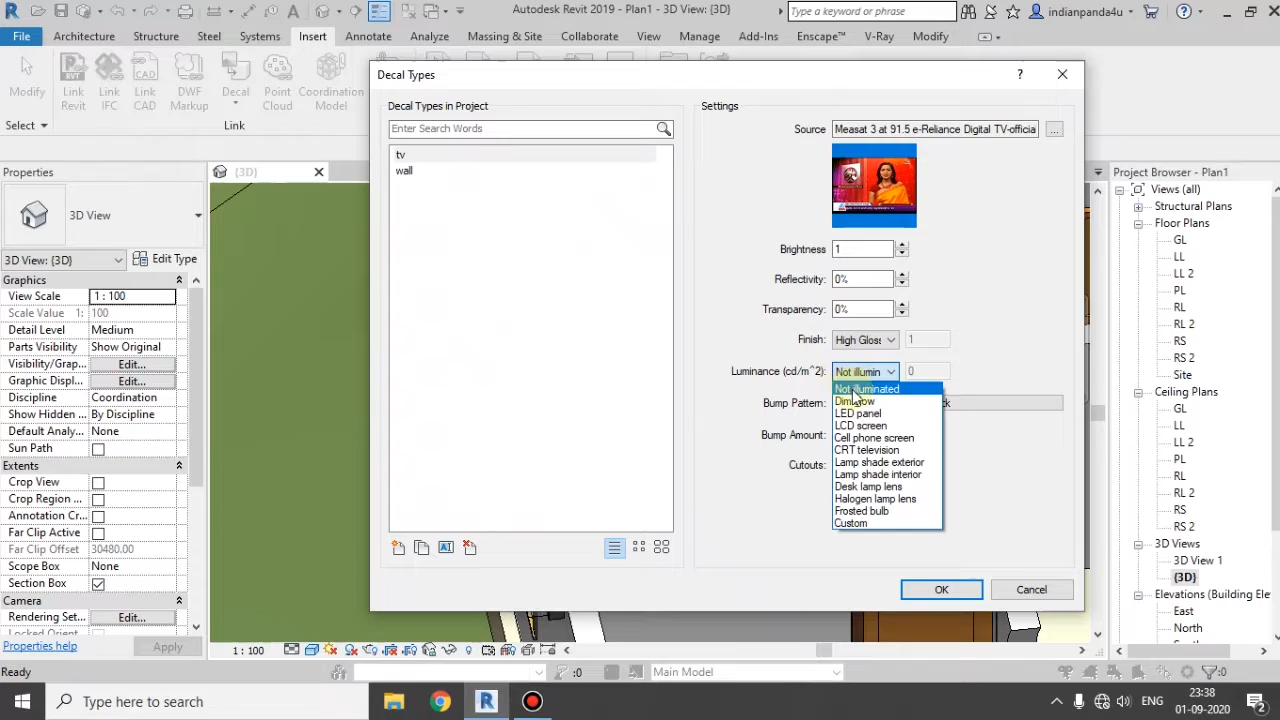 Autodesk Revit 2019 - Plan1 - 3D View: {3D}
Type a keyword or phrase
indianpanda4u
File
Architecture
Structure
Steel
Systems
Insert
Annotate
Analyze
Massing & Site
Collaborate
View
Manage
Add-Ins
Enscape™
V-Ray
Modify
Modify
Link
Revit
Link
IFC
Link
CAD
DWF
Markup
Decal
Point
Cloud
Coordination
Model
Select
Link
Decal Types
Decal Types in Project
Enter Search Words
tv
wall
Settings
Source
Measat 3 at 91.5 e-Reliance Digital TV-officia
...
Brightness
1
Reflectivity:
0%
Transparency:
0%
Finish:
High Gloss
1
Luminance (cd/m^2):
Not illumin
0
Not illuminated
Dim glow
LED panel
LCD screen
Cell phone screen
CRT television
Lamp shade exterior
Lamp shade interior
Desk lamp lens
Halogen lamp lens
Frosted bulb
Custom
Bump Pattern:
Bump Amount:
Cutouts:
OK
Cancel
Properties
{3D}
3D View
3D View: {3D}
Edit Type
Graphics
View Scale
1 : 100
Scale Value 1:
100
Detail Level
Medium
Parts Visibility
Show Original
Visibility/Grap...
Edit...
Graphic Displ...
Edit...
Discipline
Coordination
Show Hidden ...
By Discipline
Default Analy...
None
Sun Path
Extents
Crop View
Crop Region ...
Annotation Cr...
Far Clip Active
Far Clip Offset
30480.00
Scope Box
None
Section Box
Camera
Rendering Set...
Edit...
Locked Orient...
Properties help
Apply
1 : 100
Project Browser - Plan1
Views (all)
Structural Plans
Floor Plans
GL
LL
LL 2
PL
RL
RL 2
RS
RS 2
Site
Ceiling Plans
GL
LL
LL 2
PL
RL
RL 2
RS
RS 2
3D Views
3D View 1
{3D}
Elevations (Building Ele
East
North
Ready
:0
Main Model
:0
Type here to search
ENG
23:38
01-09-2020
2